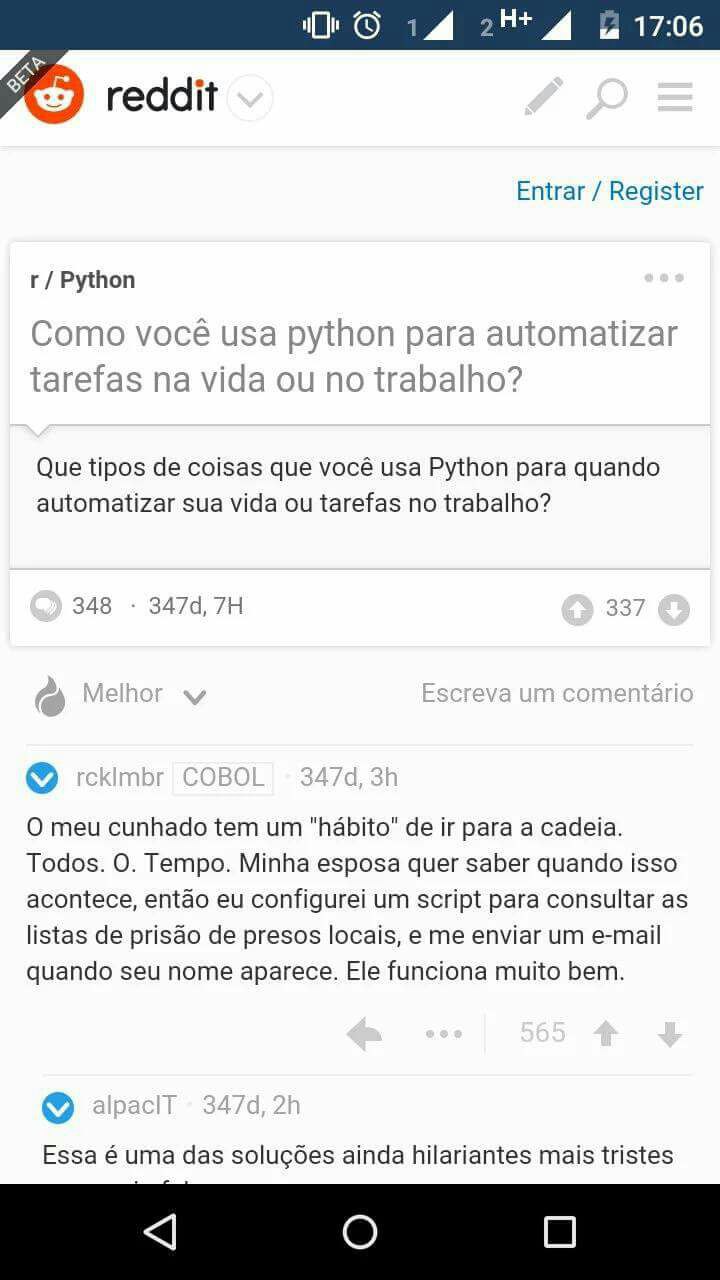 1 2 H+ 17:06
BETA
reddit
Entrar / Register
r / Python
Como você usa python para automatizar
tarefas na vida ou no trabalho?
Que tipos de coisas que você usa Python para quando
automatizar sua vida ou tarefas no trabalho?
348 · 347d, 7H 337
Melhor Escreva um comentário
rcklmbr COBOL · 347d, 3h
O meu cunhado tem um "hábito" de ir para a cadeia.
Todos. O. Tempo. Minha esposa quer saber quando isso
acontece, então eu configurei um script para consultar as
listas de prisão de presos locais, e me enviar um e-mail
quando seu nome aparece. Ele funciona muito bem.
565
alpacIT · 347d, 2h
Essa é uma das soluções ainda hilariantes mais tristes